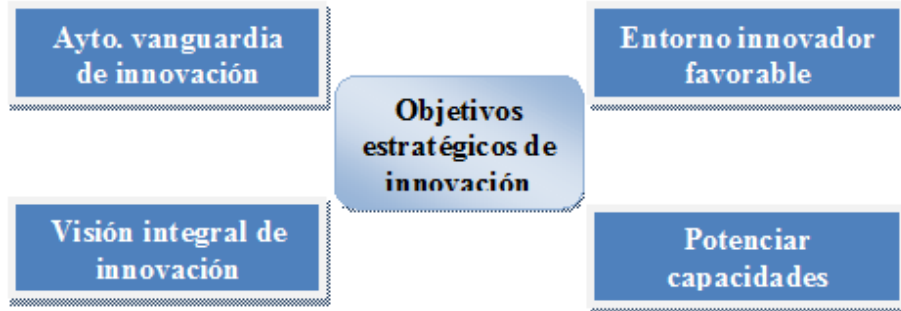 Ayto. vanguardia
de innovación
Entorno innovador
favorable
Objetivos
estratégicos de
innovación
Visión integral de
innovación
Potenciar
capacidades